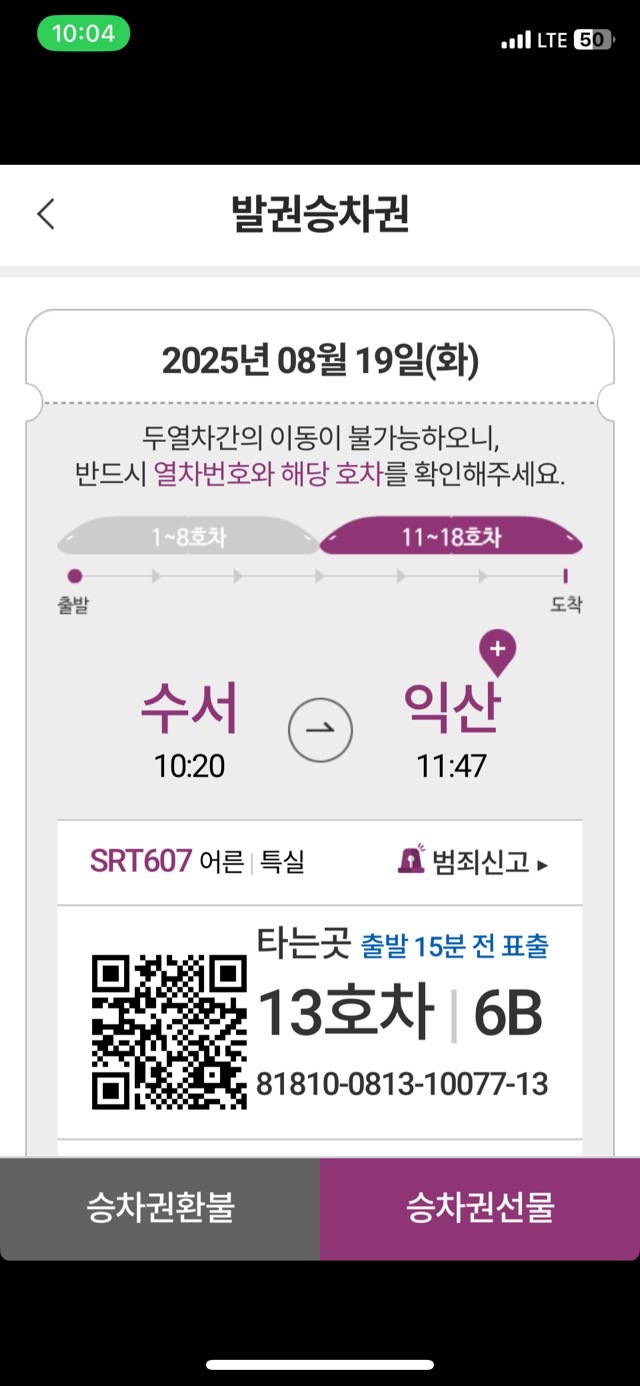 10:04
LTE 50
발권승차권
2025년 08월 19일(화)
두열차간의 이동이 불가능하오니,
반드시 열차번호와 해당 호차를 확인해주세요.
1~8호차 11~18호차
출발 도착
수서 익산
10:20 11:47
SRT607 어른 | 특실 범죄신고 ▸
타는곳 출발 15분 전 표출
13호차 | 6B
81810-0813-10077-13
승차권환불 승차권선물